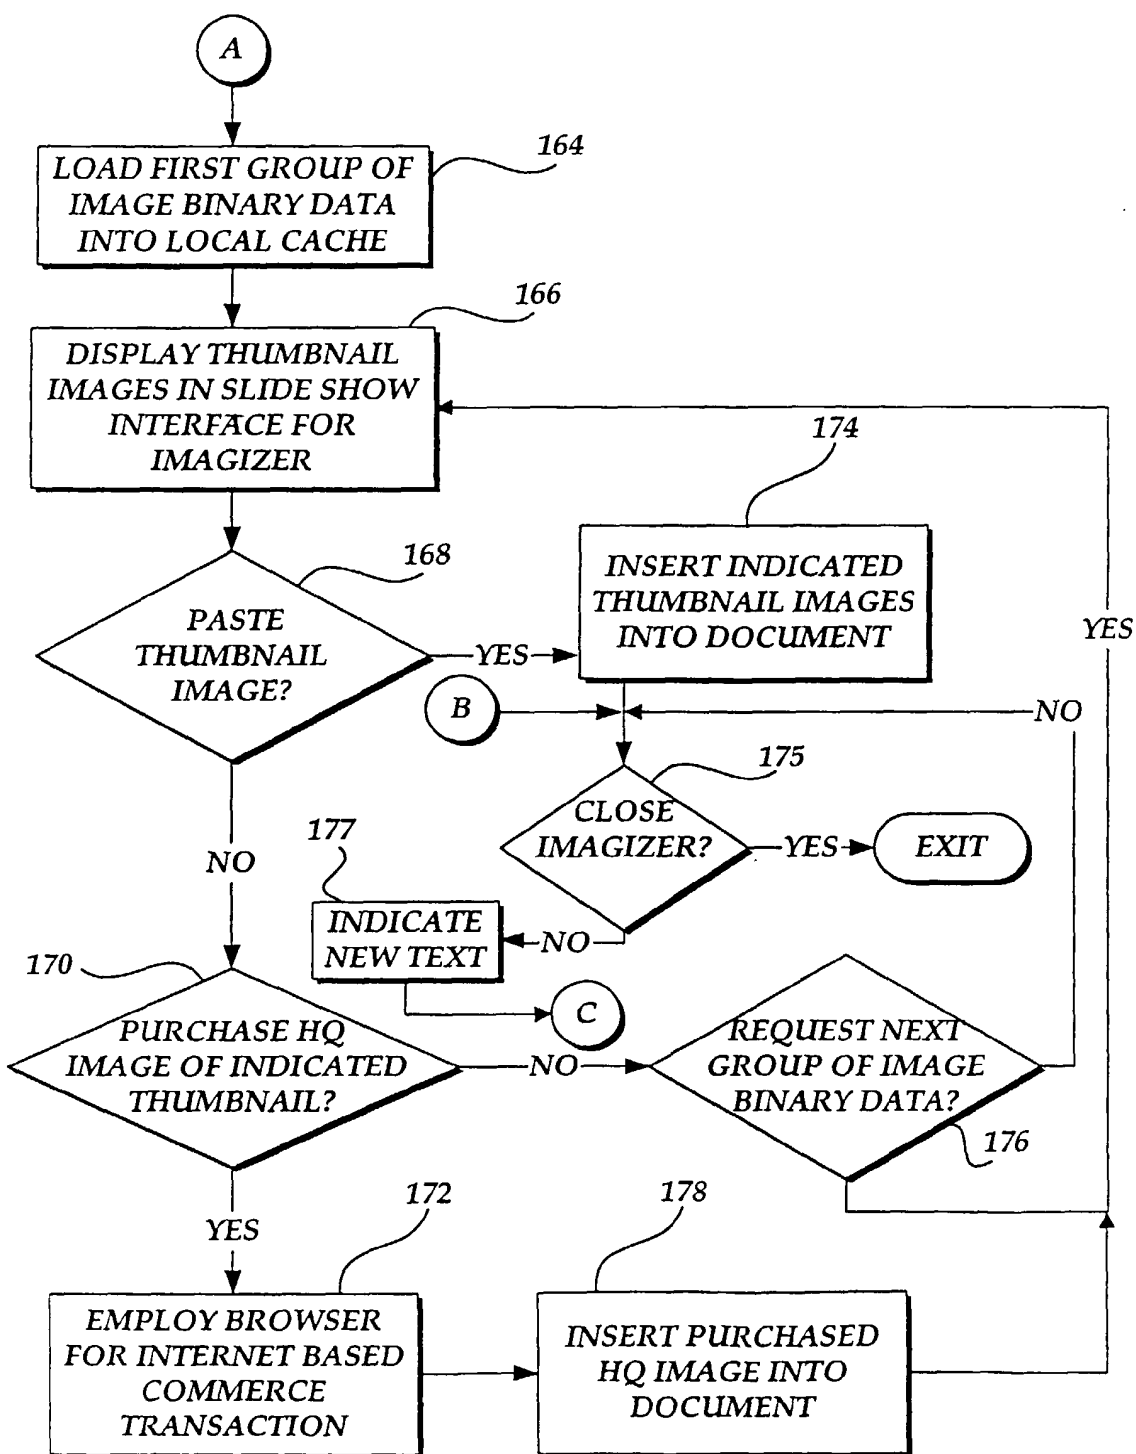 A
164
LOAD FIRST GROUP OF
IMAGE BINARY DATA
INTO LOCAL CACHE
166
DISPLAY THUMBNAIL
IMAGES IN SLIDE SHOW
INTERFACE FOR
IMAGIZER
174
168
INSERT INDICATED
THUMBNAIL IMAGES
INTO DOCUMENT
PASTE
THUMBNAIL
IMAGE?
YES
YES
B
NO
175
CLOSE
IMAGIZER?
YES
EXIT
177
NO
INDICATE
NEW TEXT
NO
170
C
PURCHASE HQ
IMAGE OF INDICATED
THUMBNAIL?
NO
REQUEST NEXT
GROUP OF IMAGE
BINARY DATA?
176
YES
172
178
EMPLOY BROWSER
FOR INTERNET BASED
COMMERCE
TRANSACTION
INSERT PURCHASED
HQ IMAGE INTO
DOCUMENT